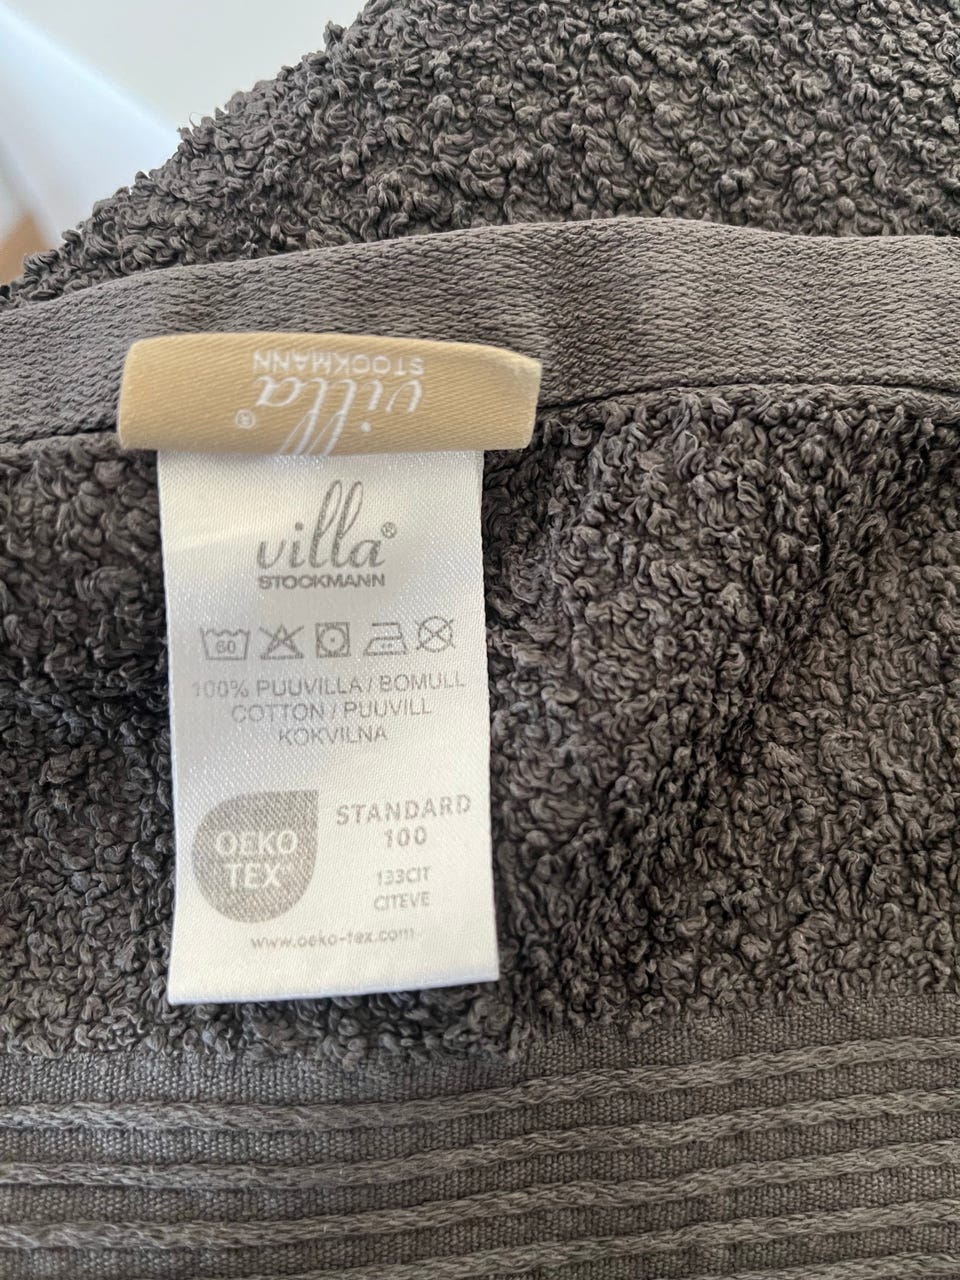 villa®
STOCKMANN
villa®
STOCKMANN
60
100% PUUVILLA / BOMULL
COTTON / PUUVILL
KOKVILNA
OEKO
TEX®
STANDARD
100
133CIT
CITEVE
www.oeko-tex.com